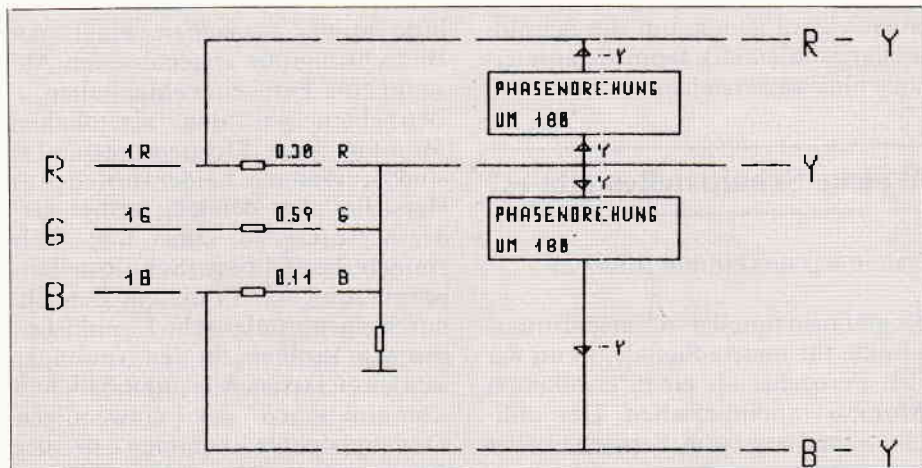 R - Y
-Y
PHASENDREHUNG
UM 180
R 1R 0.30 R Y Y
Y
G 1G 0.59 G
PHASENDREHUNG
UM 180
B 1B 0.11 B
-Y
B - Y